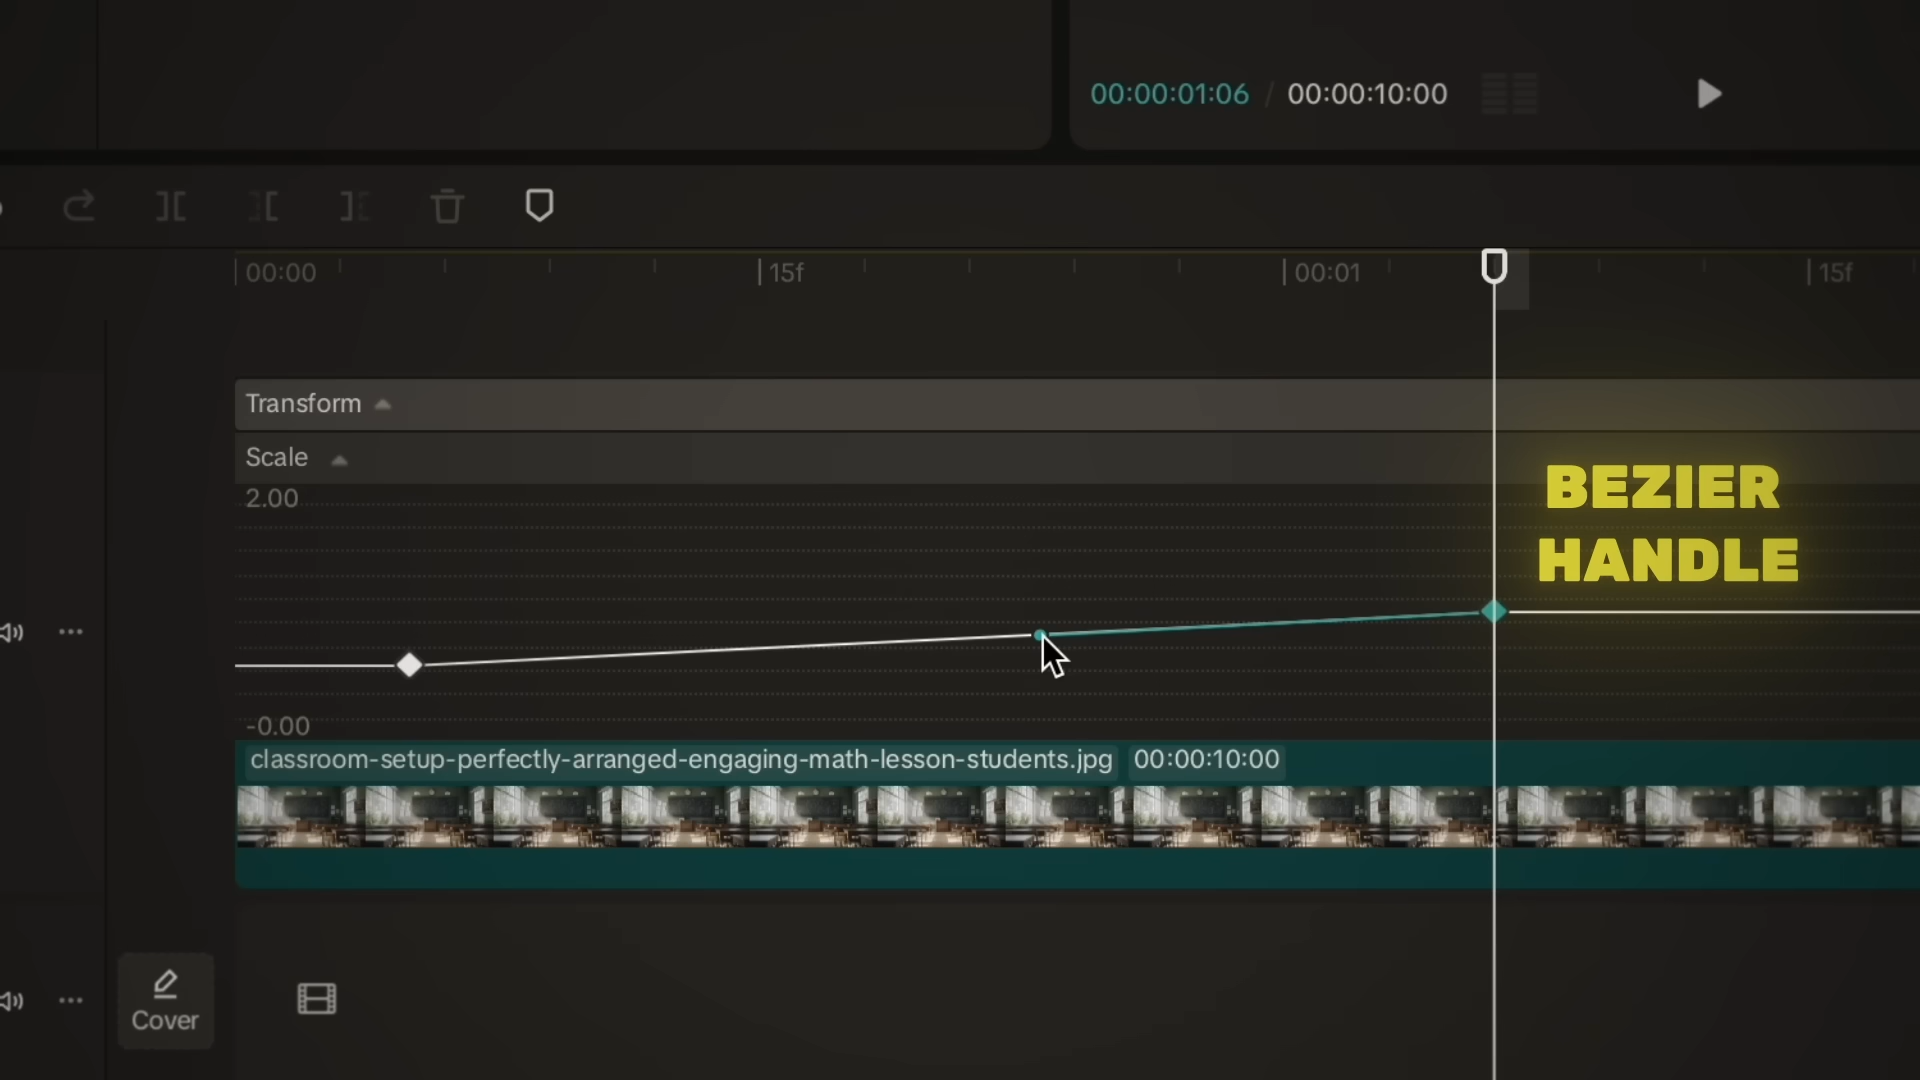 00:00:01:06 / 00:00:10:00
00:00 15f 00:01 15f
Transform
Scale
2.00
BEZIER
HANDLE
-0.00
classroom-setup-perfectly-arranged-engaging-math-lesson-students.jpg 00:00:10:00
Cover